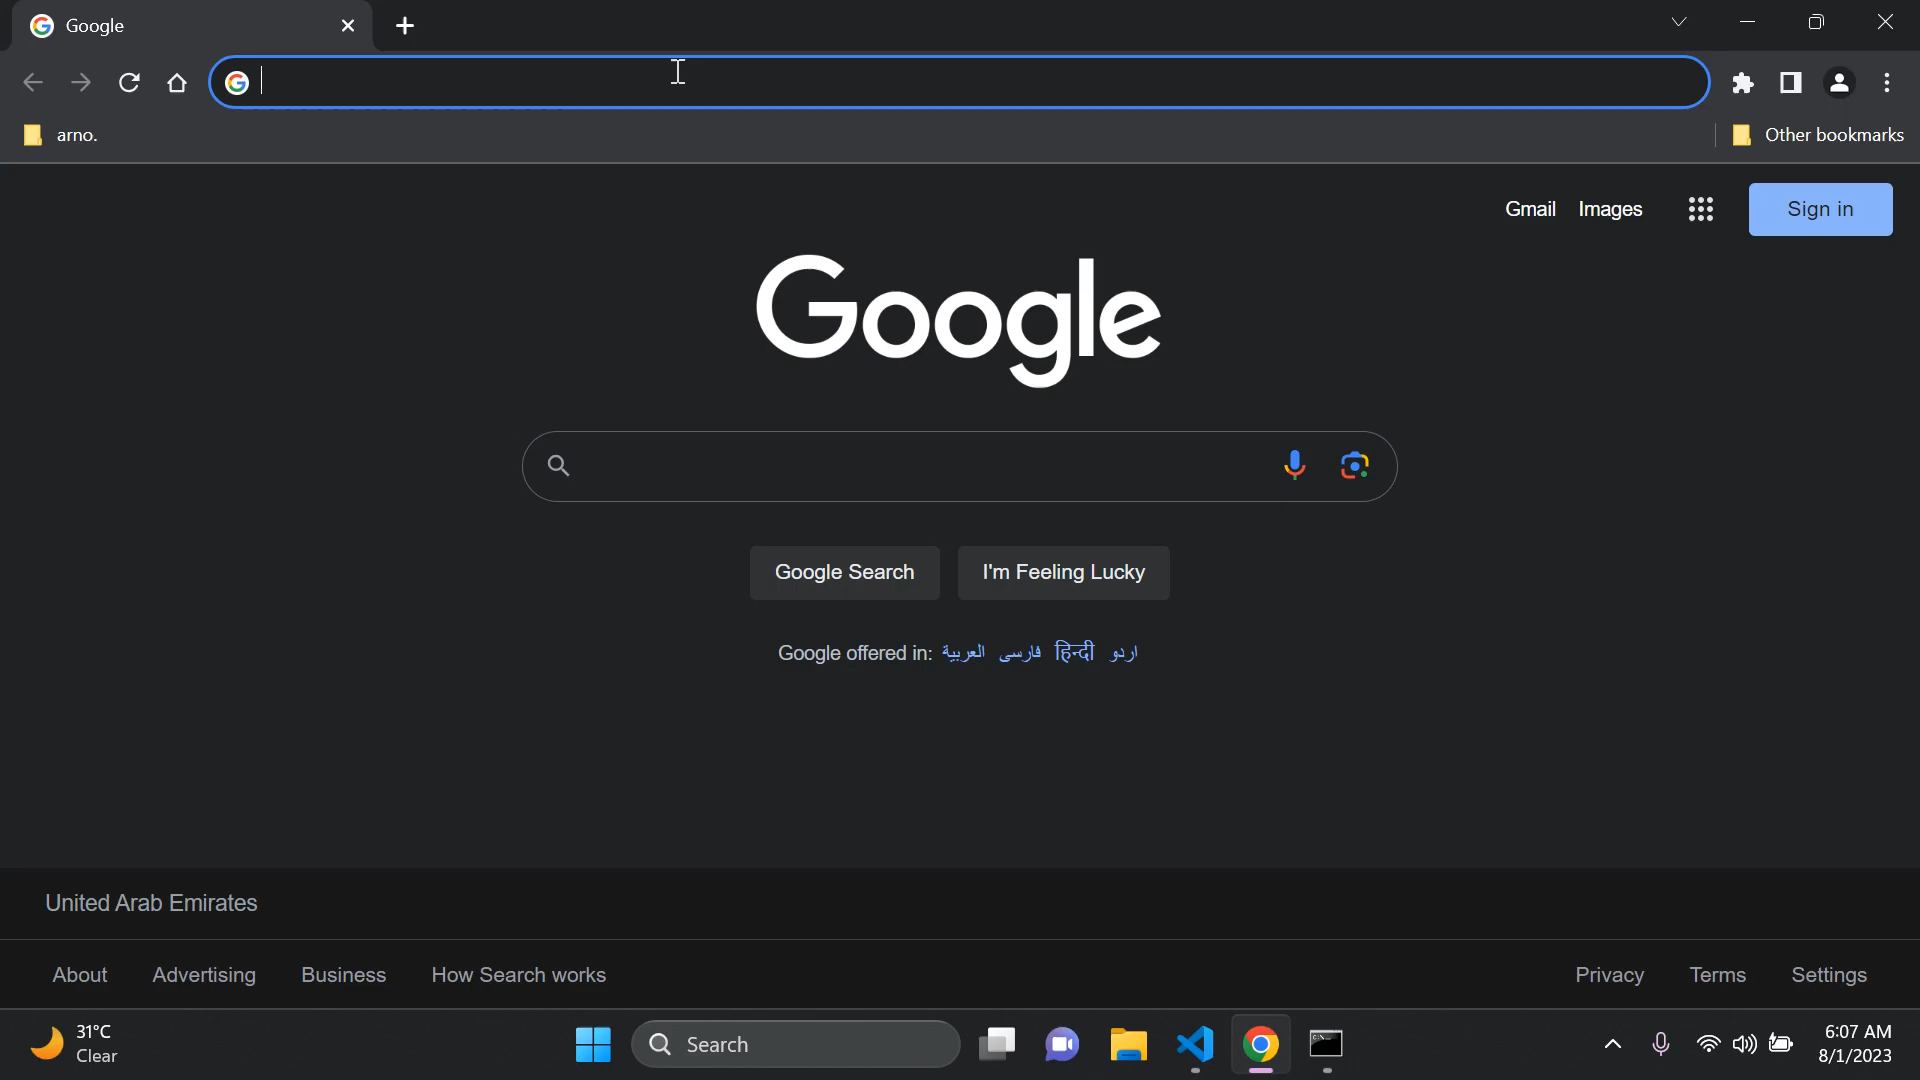 Google
arno.
Other bookmarks
Gmail Images Sign in
Google
Google Search I'm Feeling Lucky
Google offered in: العربية فارسی हिन्दी اردو
United Arab Emirates
About Advertising Business How Search works Privacy Terms Settings
31°C
Clear
Search
6:07 AM
8/1/2023